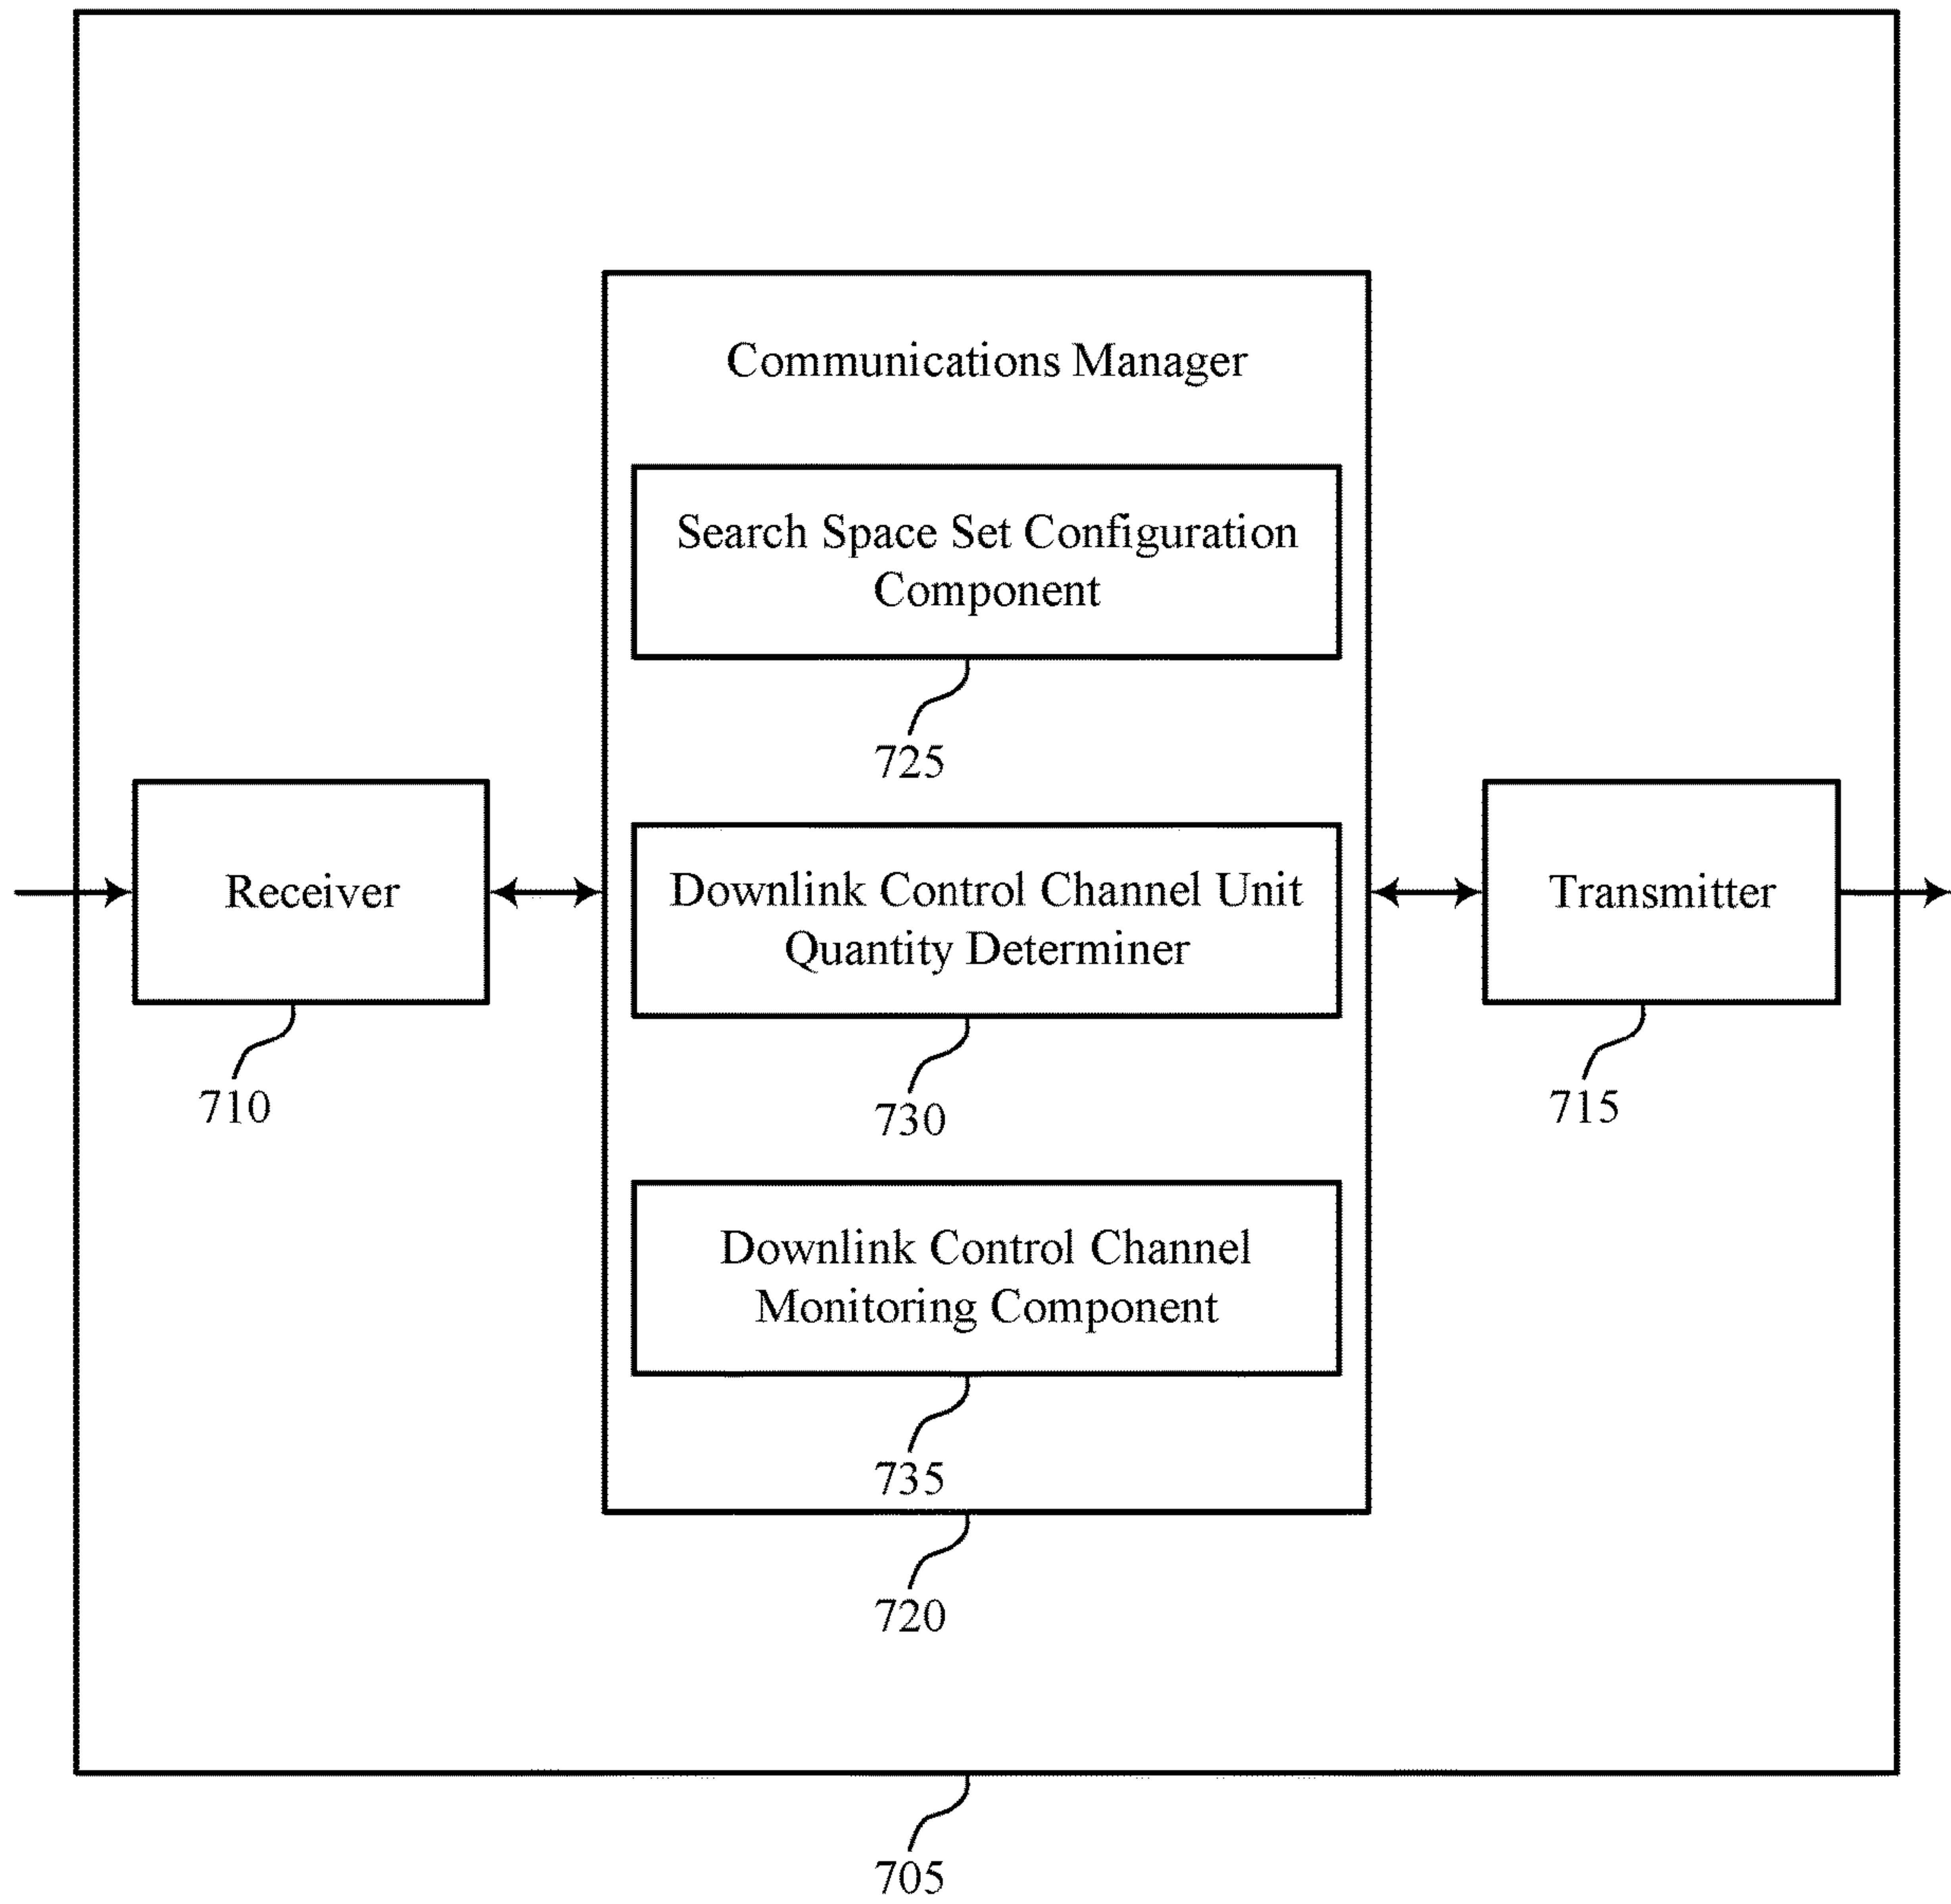 Communications Manager
Search Space Set Configuration
Component
725
Receiver
710
Downlink Control Channel Unit
Quantity Determiner
730
Transmitter
715
Downlink Control Channel
Monitoring Component
735
720
705